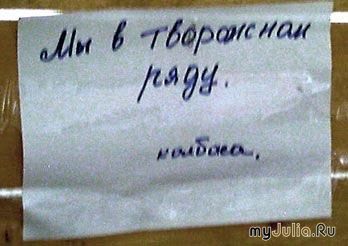 Мы в творожном
ряду.
колбаса.
myJulia.Ru